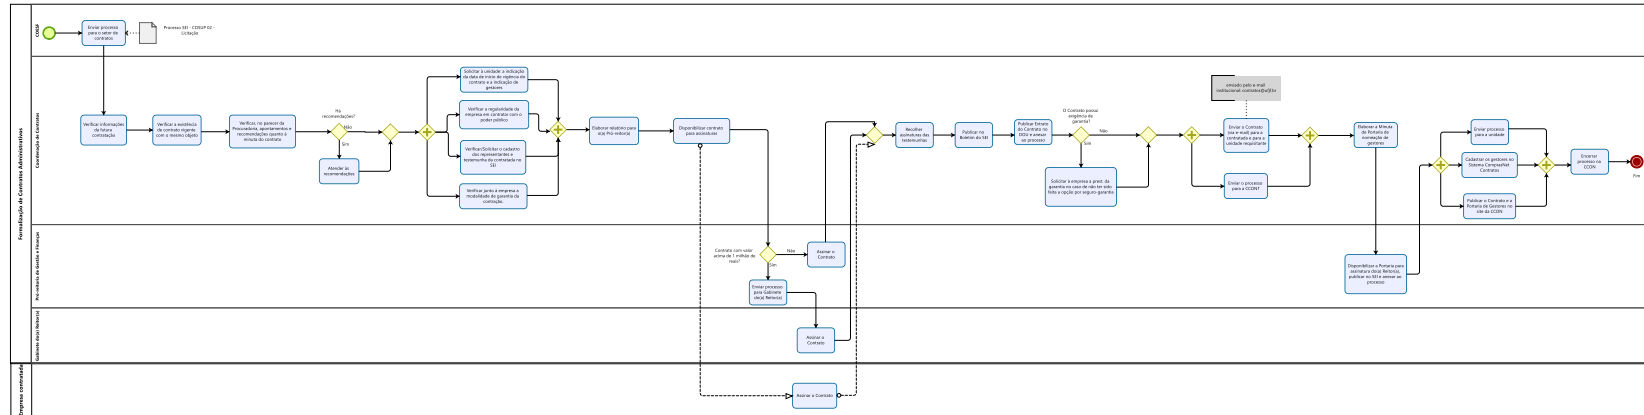 Formalização de Contratos Administrativos
COESF
Enviar processo
para o setor de
contratos
Processo SEI - COSUP 02 -
Licitação
Coordenação de Contratos
Verificar informações
da futura
contratação
Verificar a existência
de contrato vigente
com o mesmo objeto
Verificar, no parecer da
Procuradoria, apontamentos e
recomendações quanto à
minuta do contrato
Há
recomendações?
Não
Sim
Atender às
recomendações
Solicitar à unidade: a indicação
da data de início de vigência do
contrato e a indicação de
gestores
Verificar a regularidade da
empresa em contratar com o
poder público
Verificar/Solicitar o cadastro
dos representantes e
testemunha da contratada no
SEI
Verificar junto à empresa a
modalidade de garantia da
contração
Elaborar relatório para
o(a) Pró-reitor(a)
Disponibilizar contrato
para assinaturas
Recolher
assinaturas das
testemunhas
Publicar no
Boletim do SEI
Publicar Extrato
do Contrato no
DOU e anexar
ao processo
O Contrato possui
exigência de
garantia?
Não
Sim
Solicitar à empresa a prest. da
garantia no caso de não ter sido
feita a opção por seguro-garantia
enviado pelo e-mail
Enviar o Contrato
(via e-mail) para a
contratada e para a
unidade requisitante
Enviar o processo
para a CCONT
Elaborar a Minuta
de Portaria de
nomeação de
gestores
Enviar processo
para a unidade
Cadastrar os gestores no
Sistema ComprasNet
Contratos
Publicar o Contrato e a
Portaria de Gestores no
site da CCON
Encerrar
processo na
CCON
Fim
Pró-reitoria de Gestão e Finanças
Contrato com valor
acima de 1 milhão de
reais?
Não
Sim
Assinar o
Contrato
Enviar processo
para Gabinete
do(a) Reitor(a)
Disponibilizar a Portaria para
assinatura do(a) Reitor(a),
publicar no SEI e anexar ao
processo
Gabinete do(a) Reitor(a)
Assinar o
Contrato
Empresa contratada
Assinar o Contrato